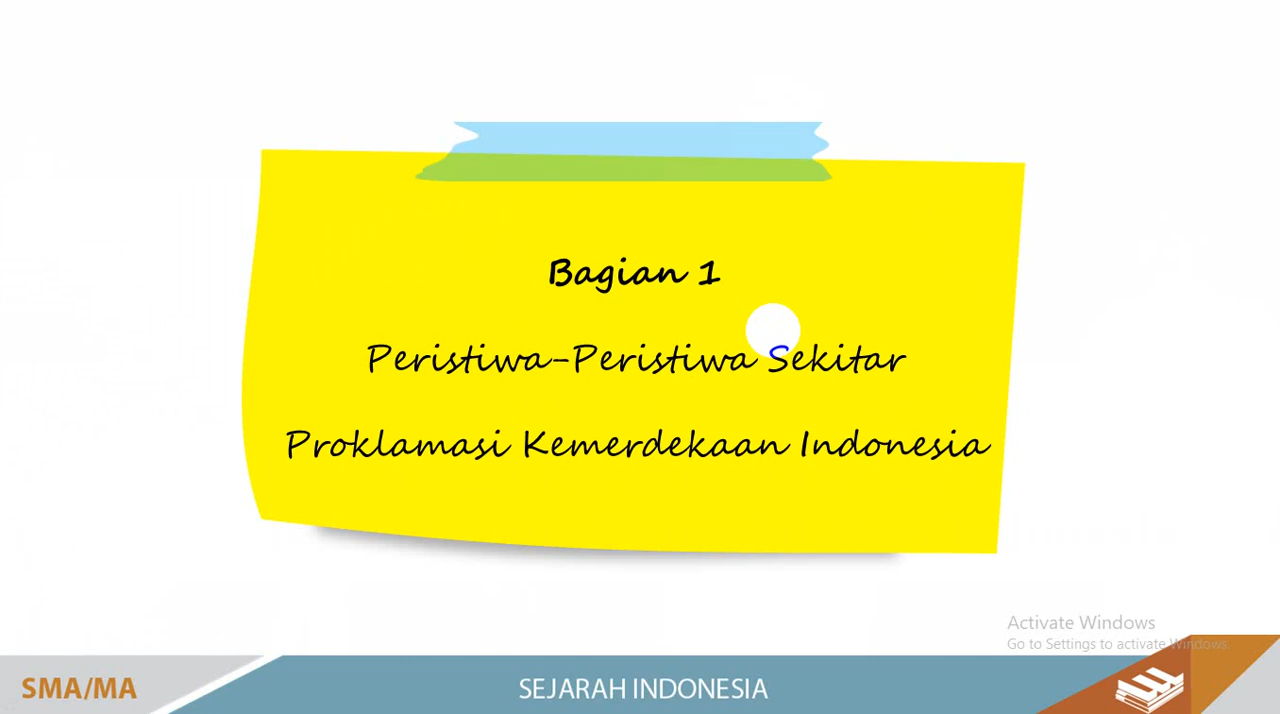 Bagian 1
Peristiwa-Peristiwa Sekitar
Proklamasi Kemerdekaan Indonesia
Activate Windows
Go to Settings to activate Windows.
SMA/MA
SEJARAH INDONESIA